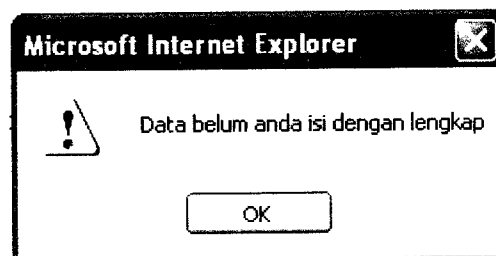 Microsoft Internet Explorer
Data belum anda isi dengan lengkap
OK